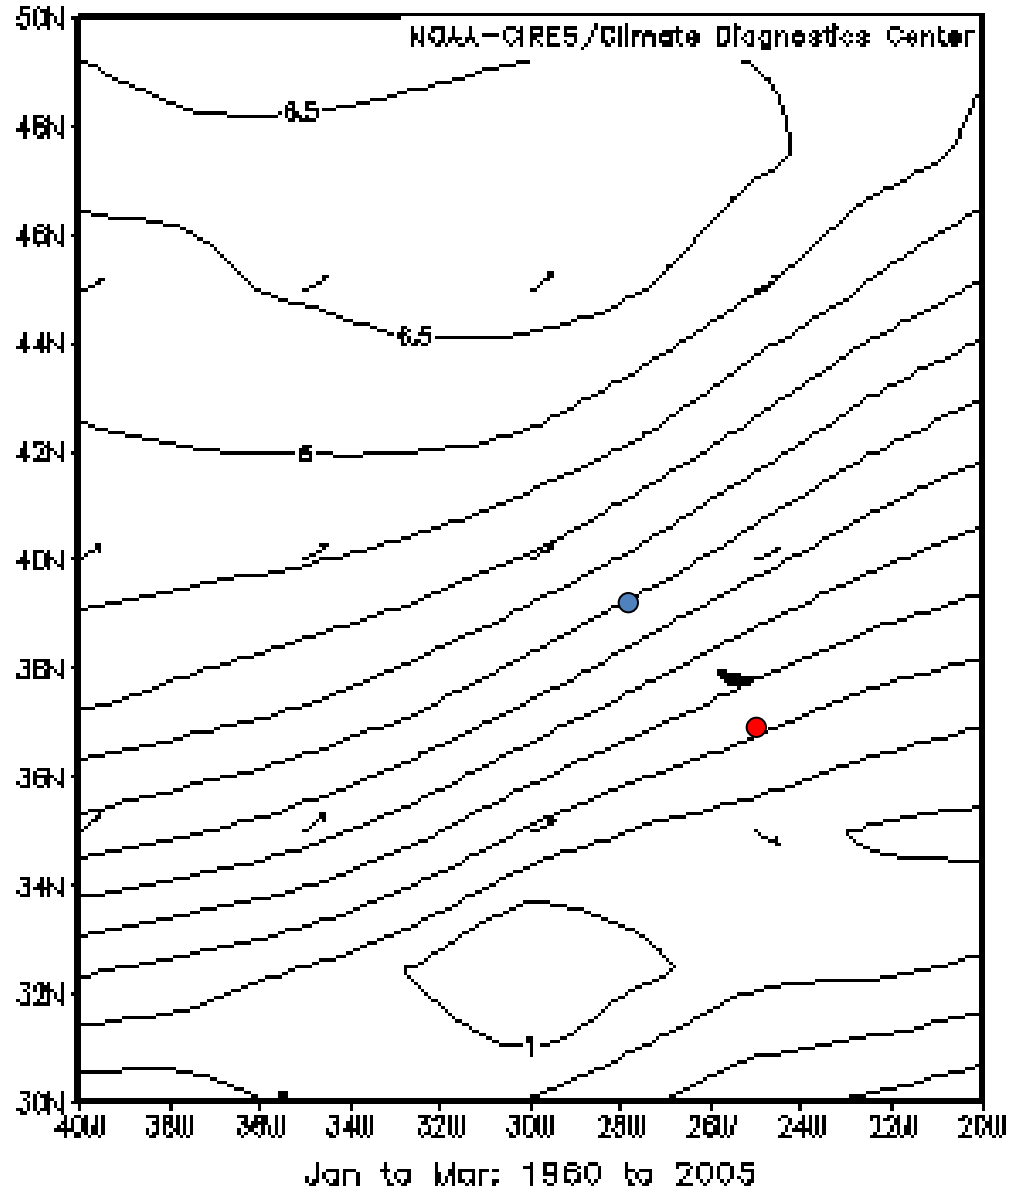 50N
NOAA-CIRES/Climate Diagnostics Center
6.5
48N
46N
6.5
44N
42N
6
40N
38N
36N
34N
32N
1
30N
40W 38W 36W 34W 32W 30W 28W 26W 24W 22W 20W
Jan to Mar: 1960 to 2005